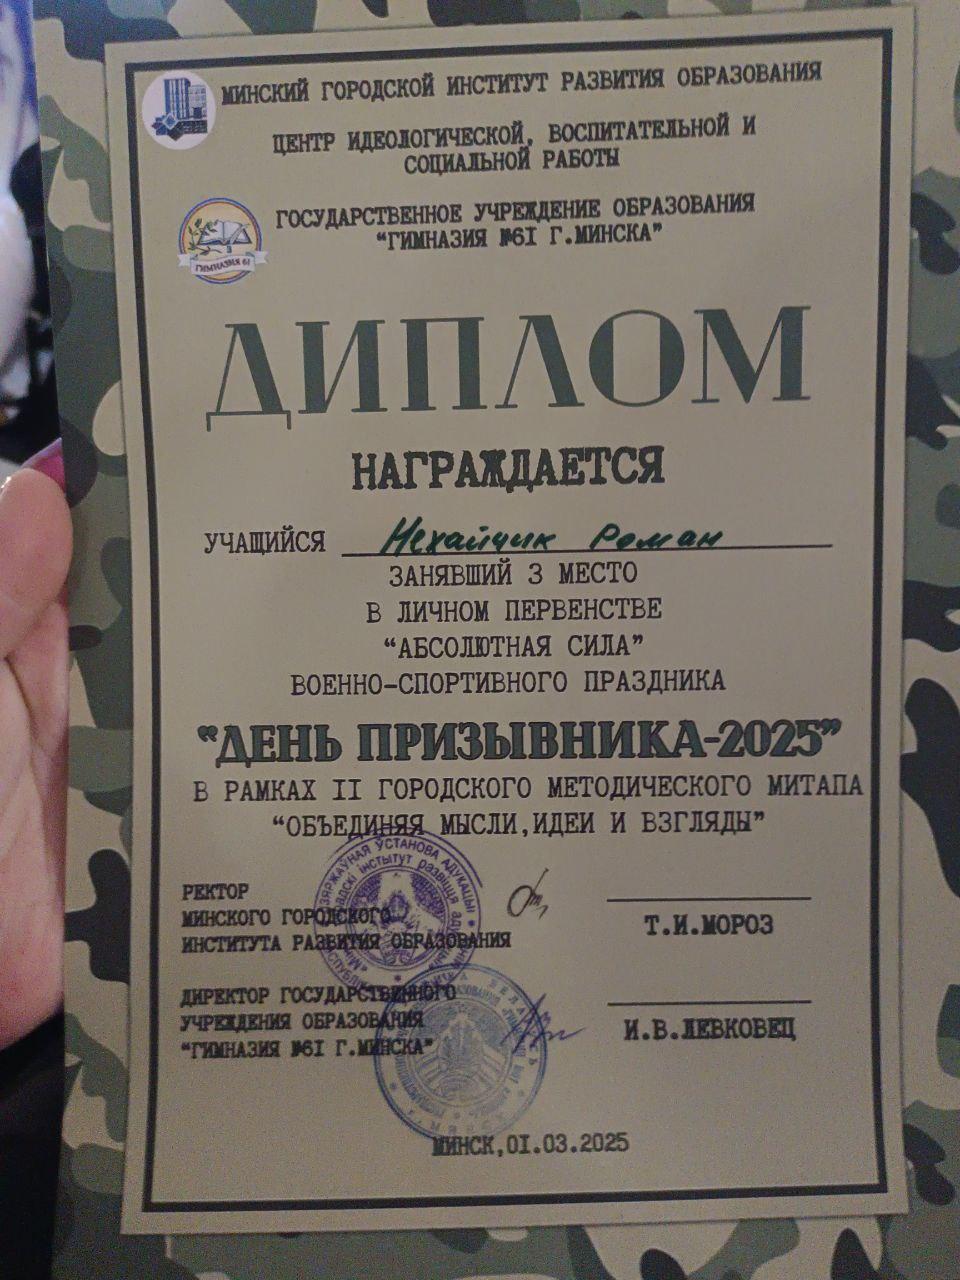 МИНСКИЙ ГОРОДСКОЙ ИНСТИТУТ РАЗВИТИЯ ОБРАЗОВАНИЯ
ЦЕНТР ИДЕОЛОГИЧЕСКОЙ, ВОСПИТАТЕЛЬНОЙ И
СОЦИАЛЬНОЙ РАБОТЫ
ГОСУДАРСТВЕННОЕ УЧРЕЖДЕНИЕ ОБРАЗОВАНИЯ
“ГИМНАЗИЯ №61 Г.МИНСКА”
ГИМНАЗИЯ 61
ДИПЛОМ
НАГРАЖДАЕТСЯ
УЧАЩИЙСЯ Нехайчик Роман
ЗАНЯВШИЙ 3 МЕСТО
В ЛИЧНОМ ПЕРВЕНСТВЕ
“АБСОЛЮТНАЯ СИЛА”
ВОЕННО-СПОРТИВНОГО ПРАЗДНИКА
“ДЕНЬ ПРИЗЫВНИКА-2025”
В РАМКАХ II ГОРОДСКОГО МЕТОДИЧЕСКОГО МИТАПА
“ОБЪЕДИНЯЯ МЫСЛИ,ИДЕИ И ВЗГЛЯДЫ”
РЕКТОР
МИНСКОГО ГОРОДСКОГО
ИНСТИТУТА РАЗВИТИЯ ОБРАЗОВАНИЯ
Т.И.МОРОЗ
ДИРЕКТОР ГОСУДАРСТВЕННОГО
УЧРЕЖДЕНИЯ ОБРАЗОВАНИЯ
“ГИМНАЗИЯ №61 Г.МИНСКА”
И.В.ЛЕВКОВЕЦ
МИНСК,01.03.2025